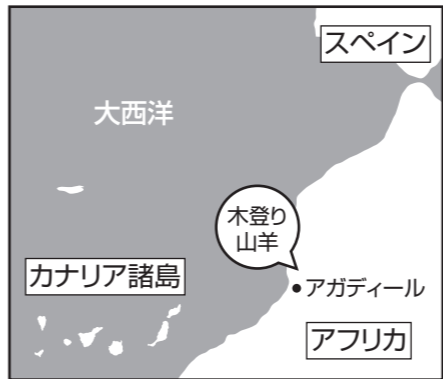 スペイン
大西洋
木登り
山羊
カナリア諸島
アガディール
アフリカ